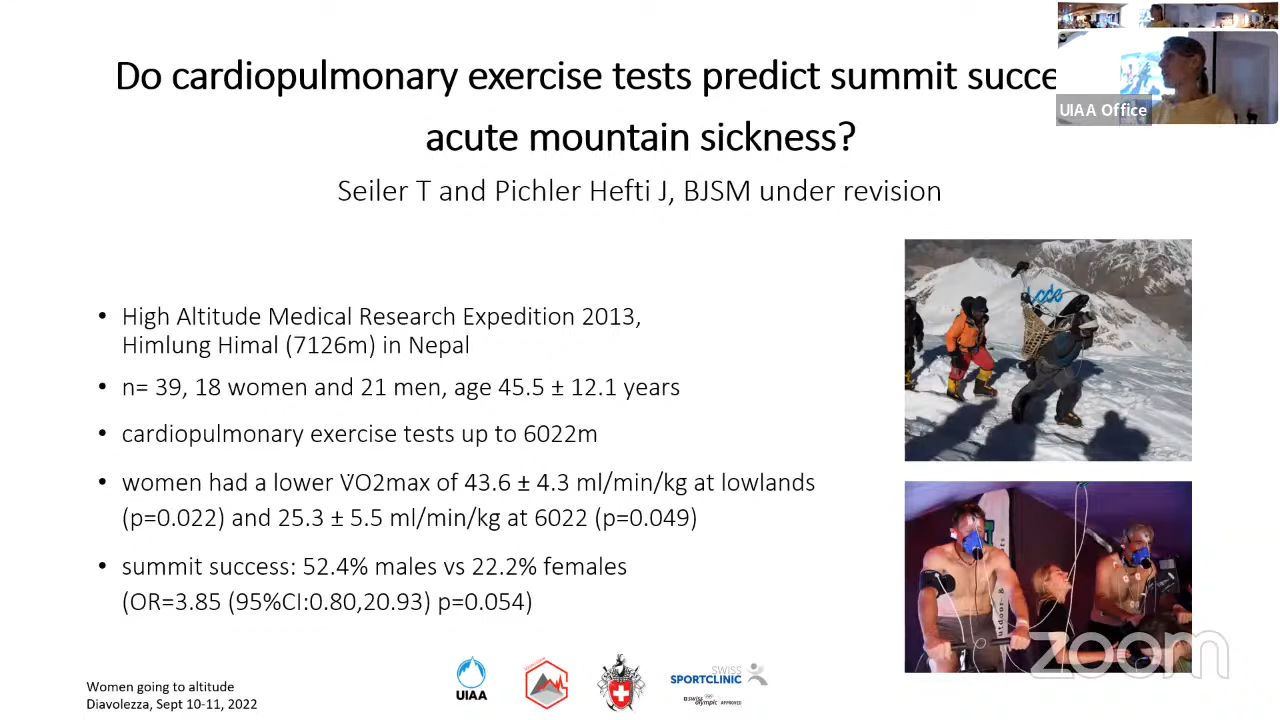 Do cardiopulmonary exercise tests predict summit succe
acute mountain sickness?
Seiler T and Pichler Hefti J, BJSM under revision
UIAA Office
• High Altitude Medical Research Expedition 2013,
Himlung Himal (7126m) in Nepal
• n= 39, 18 women and 21 men, age 45.5 ± 12.1 years
• cardiopulmonary exercise tests up to 6022m
• women had a lower V̈O2max of 43.6 ± 4.3 ml/min/kg at lowlands
(p=0.022) and 25.3 ± 5.5 ml/min/kg at 6022 (p=0.049)
• summit success: 52.4% males vs 22.2% females
(OR=3.85 (95%CI:0.80,20.93) p=0.054)
zoom
Women going to altitude
Diavolezza, Sept 10-11, 2022
UIAA
SWISS
SPORTCLINIC
swiss olympic APPROVED